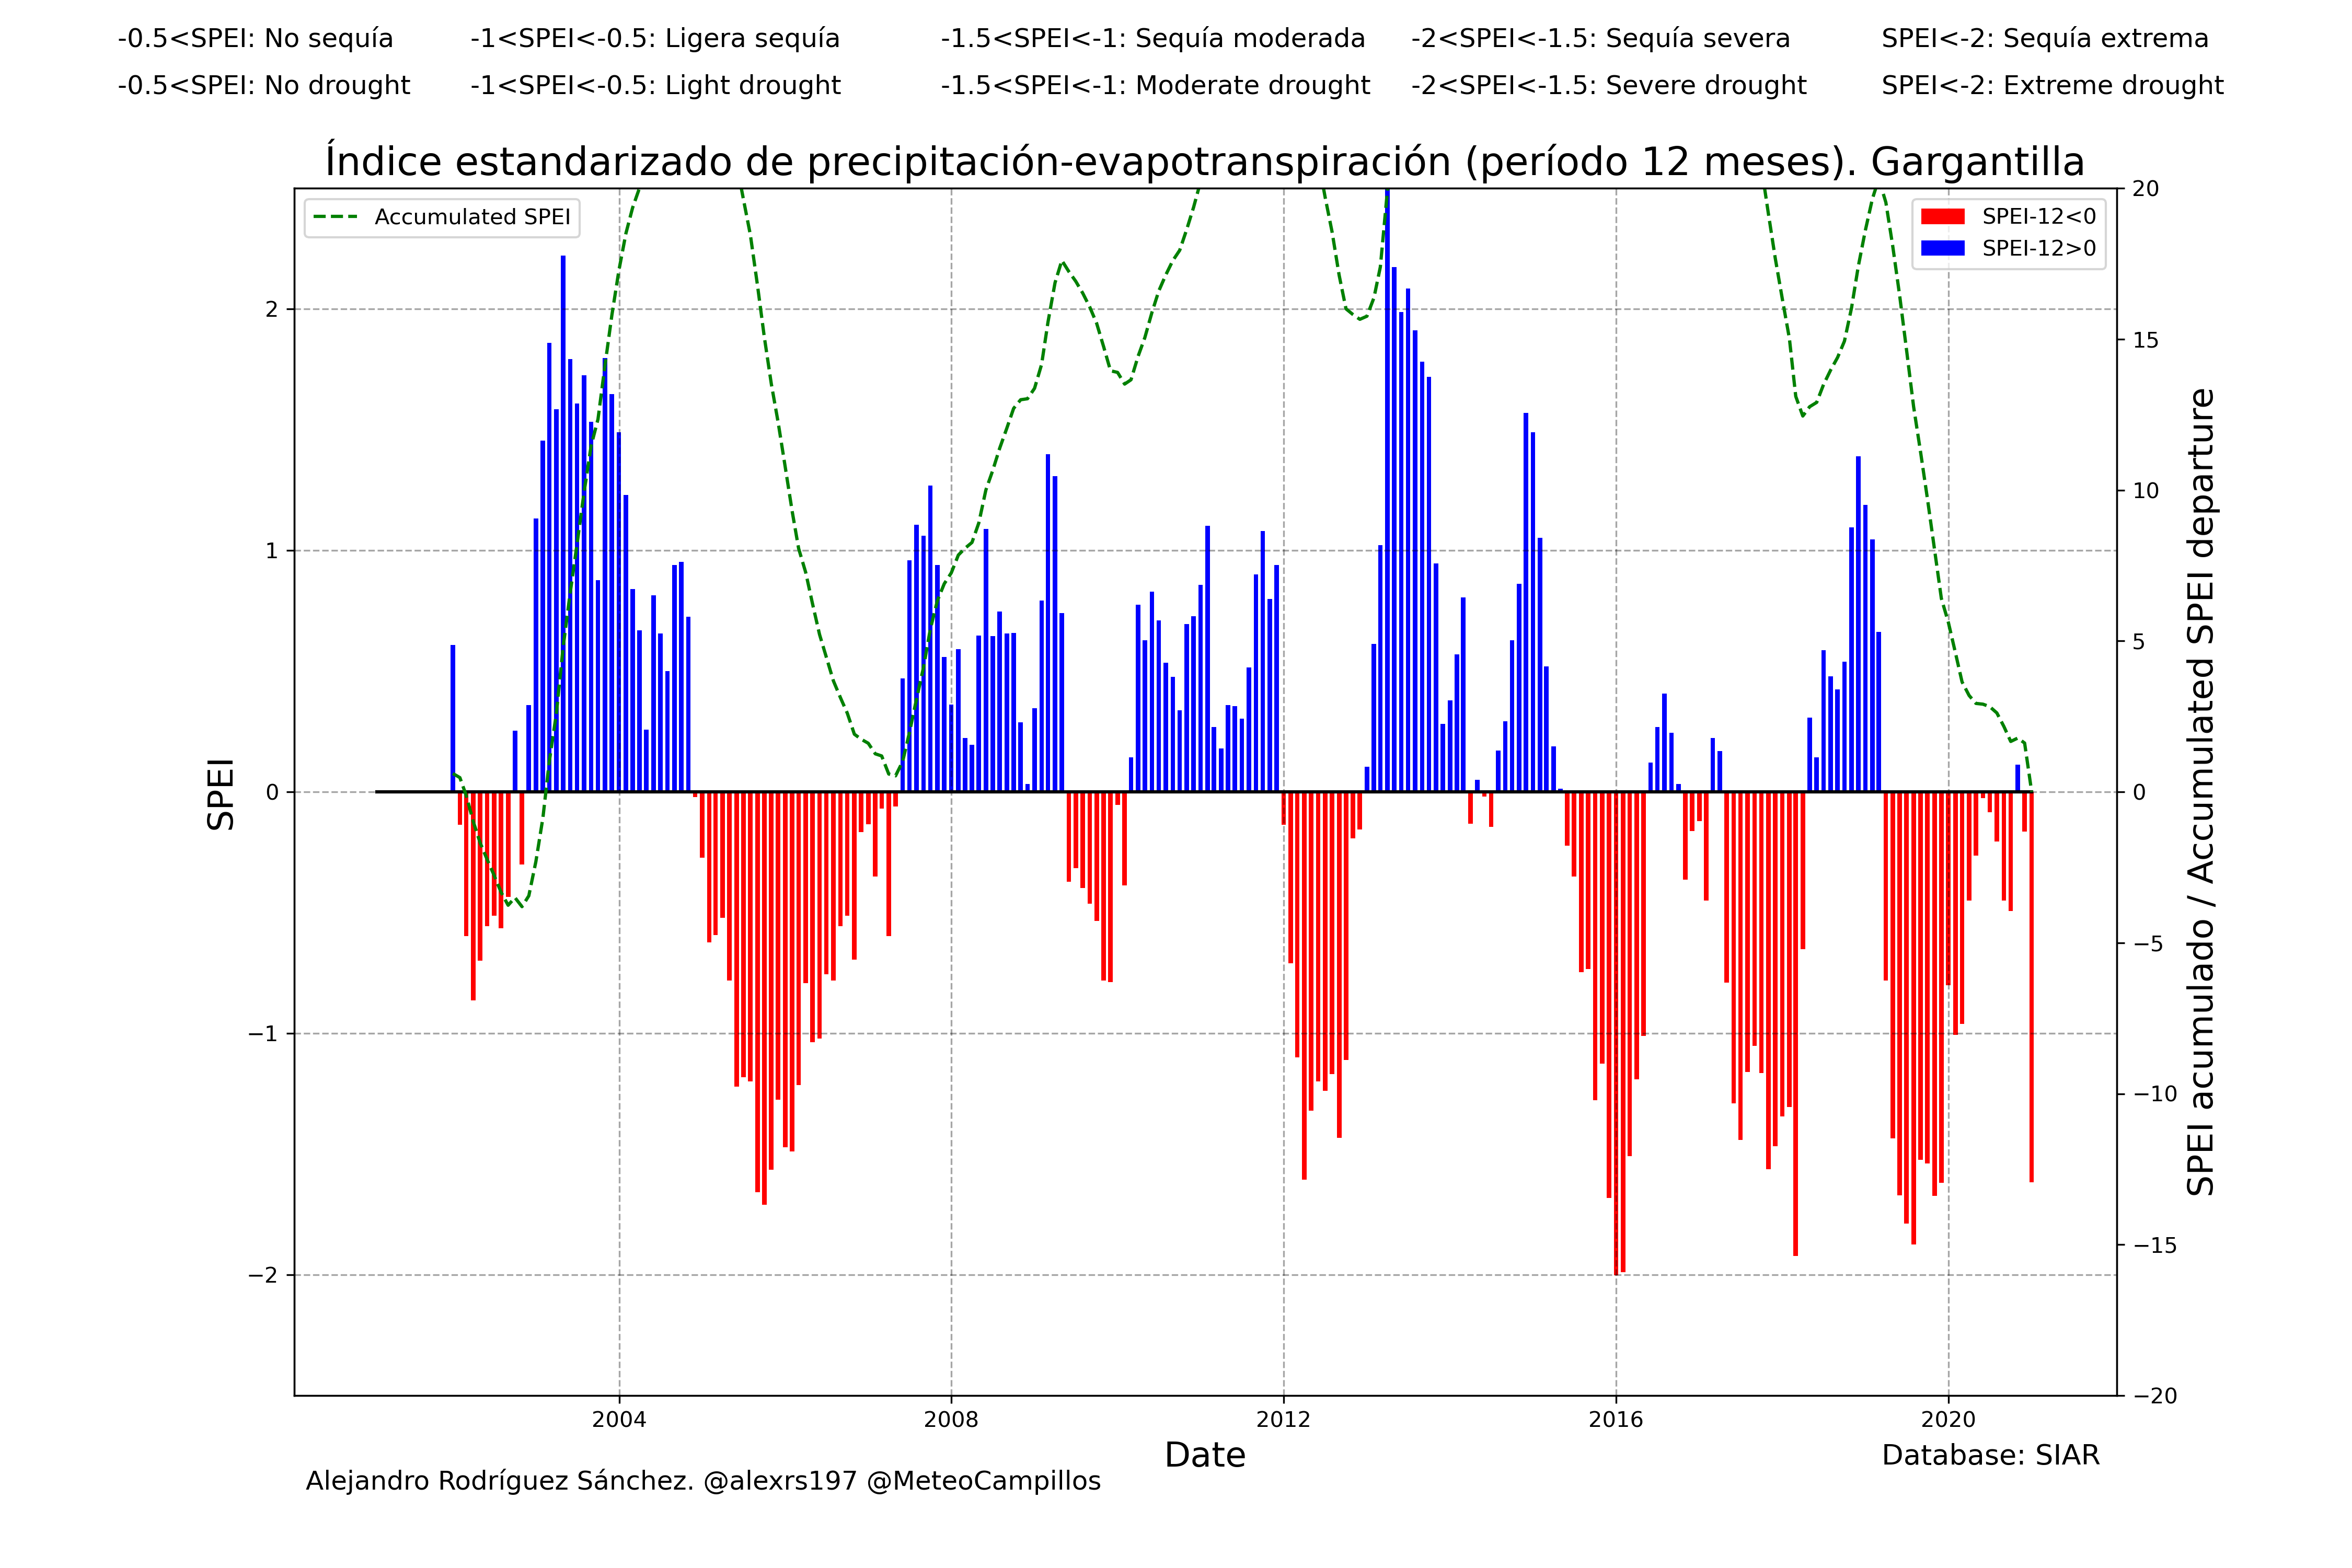 -0.5<SPEI: No sequía -1<SPEI<-0.5: Ligera sequía -1.5<SPEI<-1: Sequía moderada -2<SPEI<-1.5: Sequía severa SPEI<-2: Sequía extrema
-0.5<SPEI: No drought -1<SPEI<-0.5: Light drought -1.5<SPEI<-1: Moderate drought -2<SPEI<-1.5: Severe drought SPEI<-2: Extreme drought
Índice estandarizado de precipitación-evapotranspiración (período 12 meses). Gargantilla
Accumulated SPEI
SPEI-12<0
SPEI-12>0
SPEI
2
1
0
−1
−2
20
15
10
5
0
−5
−10
−15
−20
SPEI acumulado / Accumulated SPEI departure
2004 2008 2012 2016 2020
Date
Database: SIAR
Alejandro Rodríguez Sánchez. @alexrs197 @MeteoCampillos